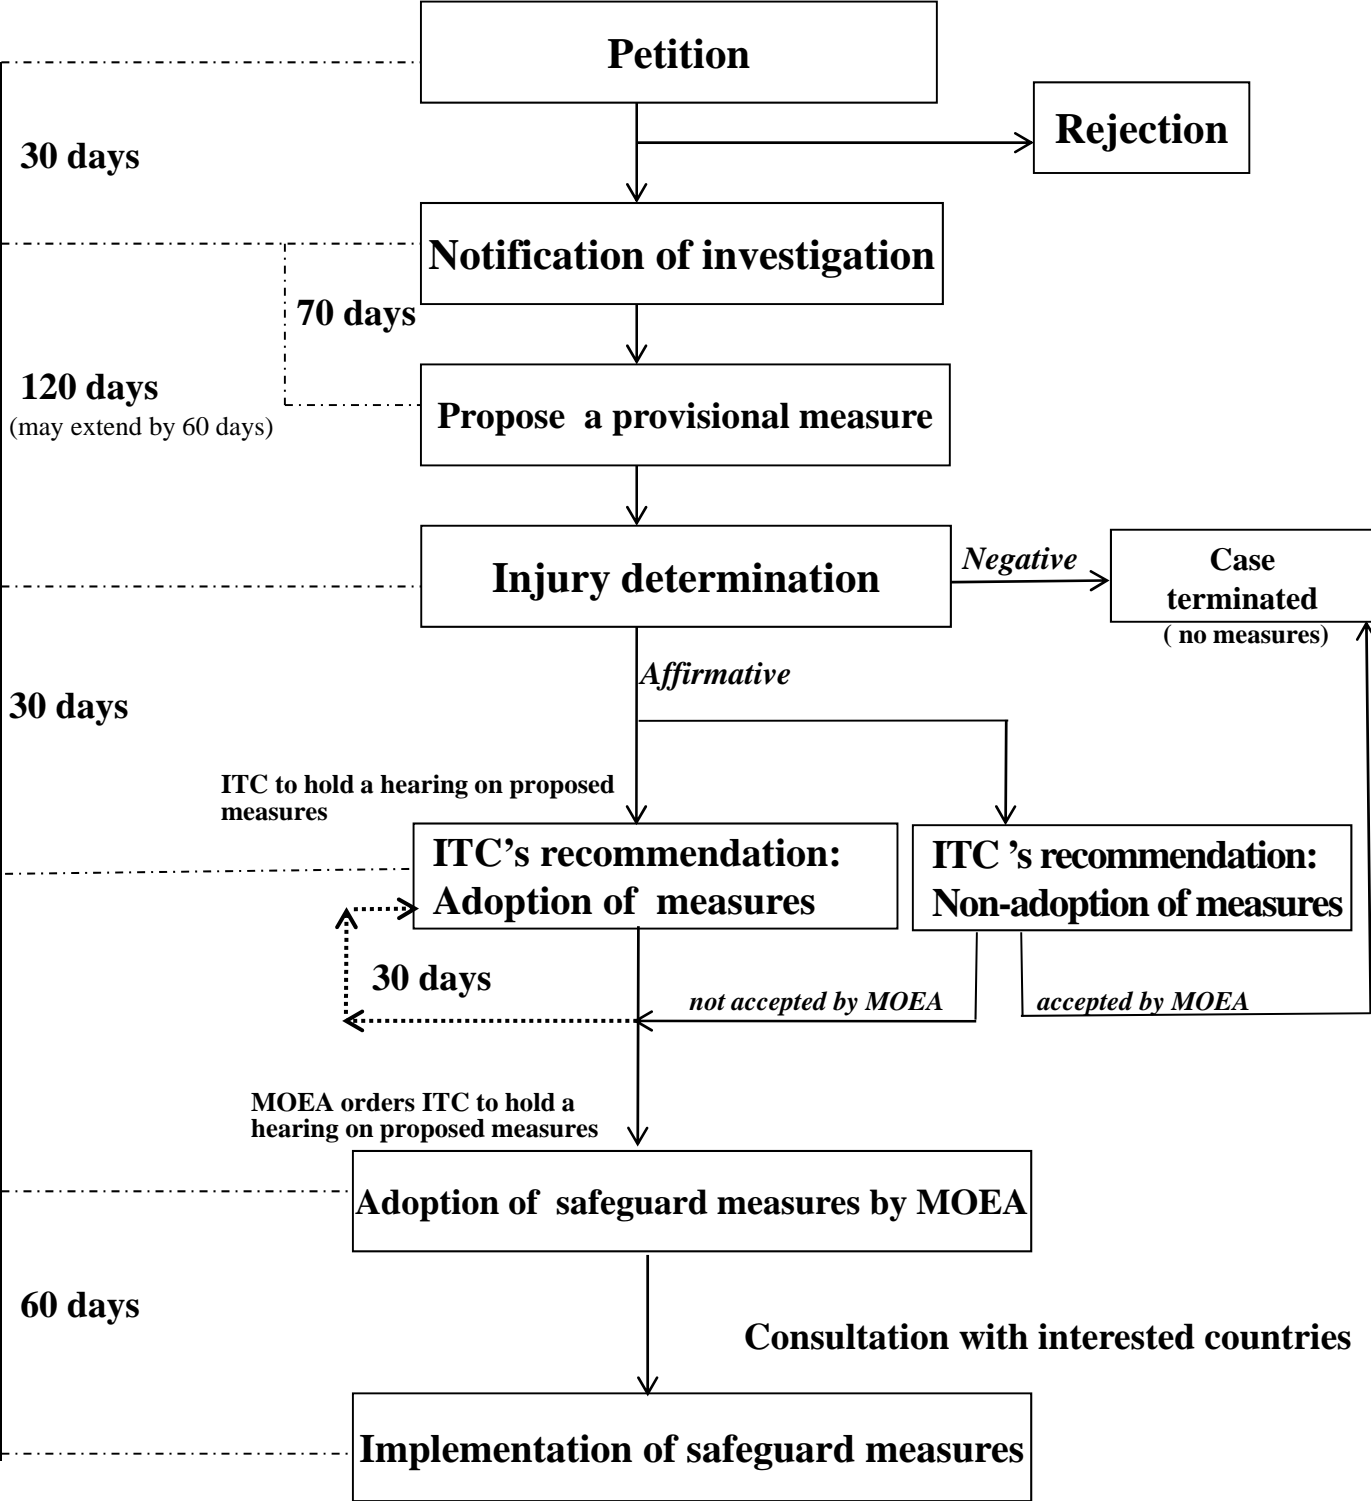 Petition
Rejection
30 days
Notification of investigation
70 days
120 days
(may extend by 60 days)
Propose a provisional measure
Injury determination
Negative
Case
terminated
( no measures)
Affirmative
30 days
ITC to hold a hearing on proposed
measures
ITC’s recommendation:
Adoption of measures
ITC ’s recommendation:
Non-adoption of measures
30 days
not accepted by MOEA
accepted by MOEA
MOEA orders ITC to hold a
hearing on proposed measures
Adoption of safeguard measures by MOEA
60 days
Consultation with interested countries
Implementation of safeguard measures